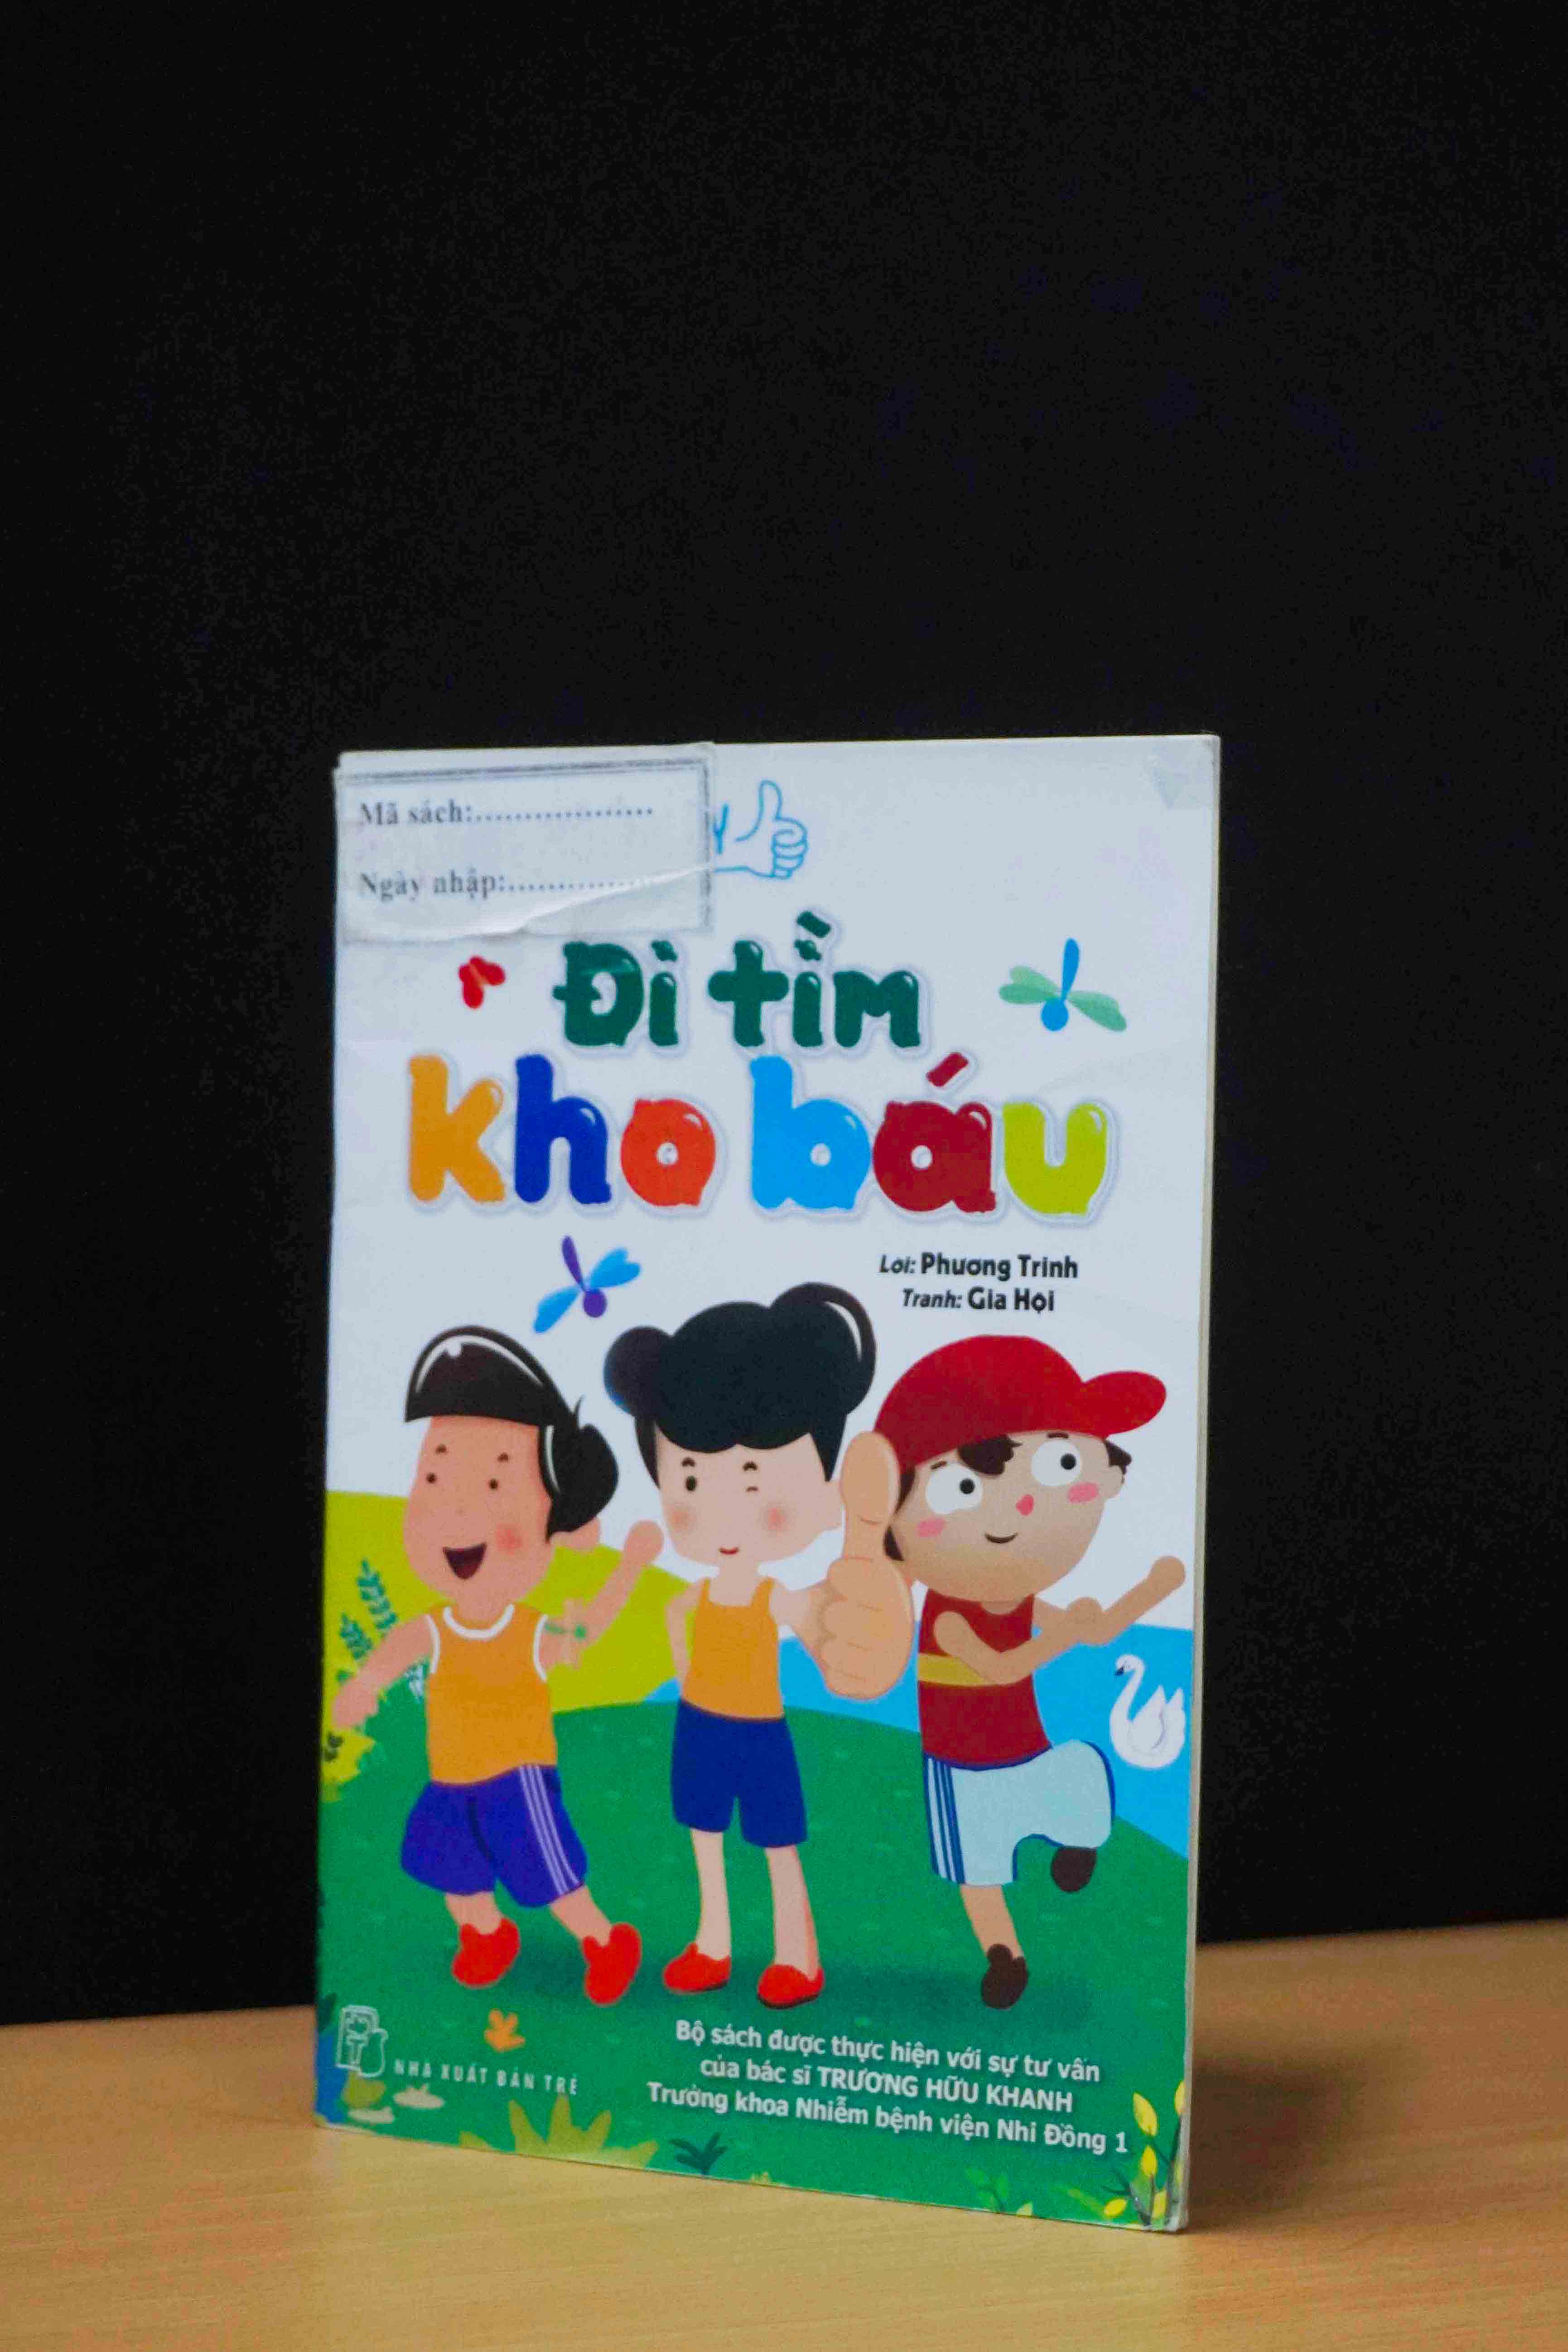 Mã sách:...................
Ngày nhập:...............
Đi tìm
kho báu
Lời: Phương Trinh
Tranh: Gia Hội
Bộ sách được thực hiện với sự tư vấn
của bác sĩ TRƯƠNG HỮU KHANH
Trưởng khoa Nhiễm bệnh viện Nhi Đồng 1
NHÀ XUẤT BẢN TRẺ